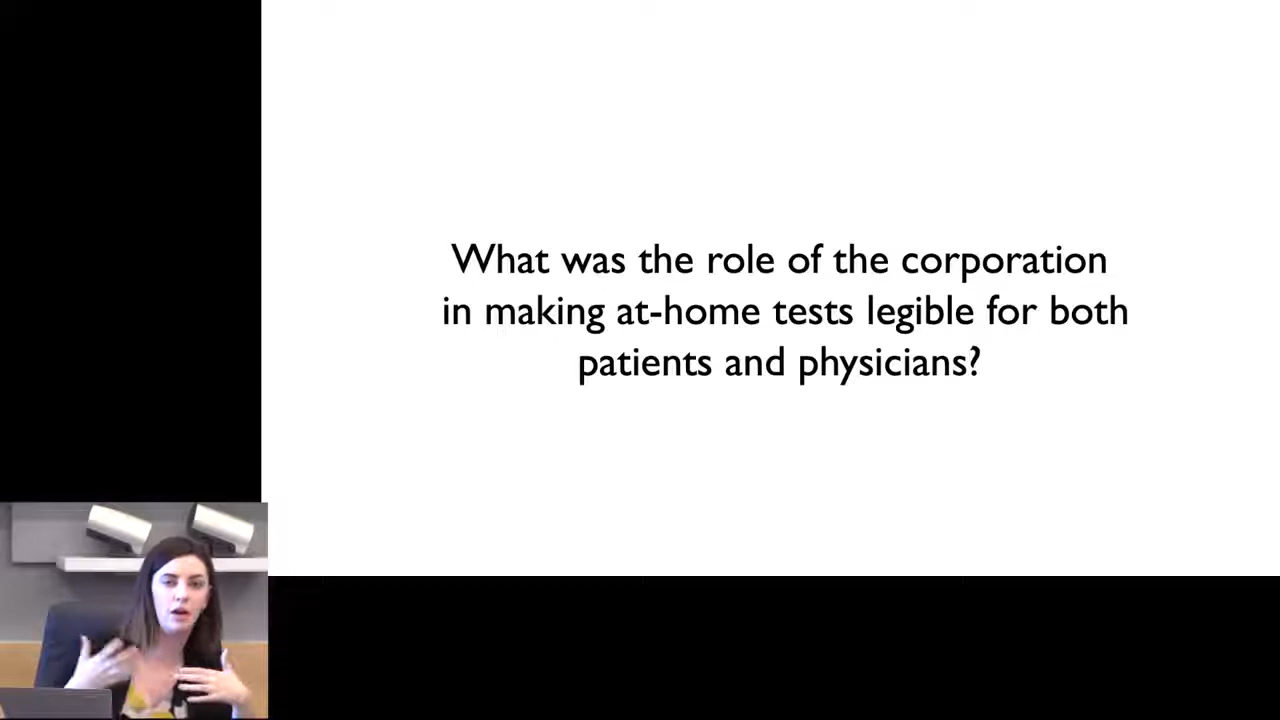 What was the role of the corporation
in making at-home tests legible for both
patients and physicians?